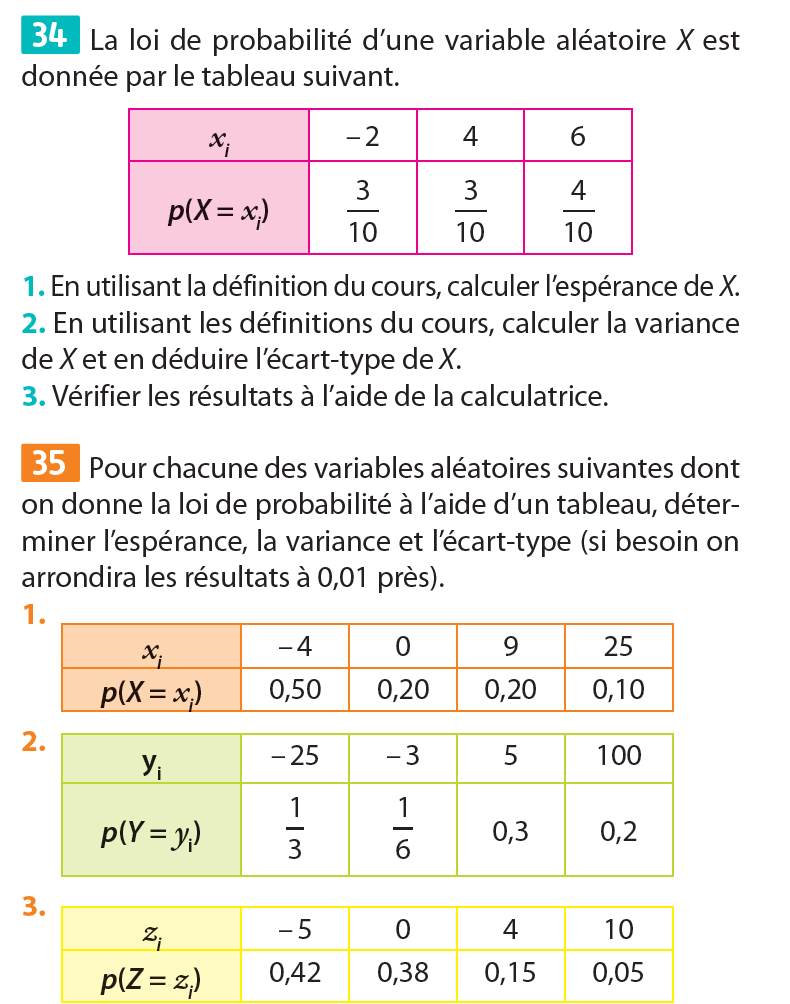 34 La loi de probabilité d'une variable aléatoire X est
donnée par le tableau suivant.
xi –2 4 6
p(X = xi) 3/10 3/10 4/10
1. En utilisant la définition du cours, calculer l'espérance de X.
2. En utilisant les définitions du cours, calculer la variance
de X et en déduire l'écart-type de X.
3. Vérifier les résultats à l'aide de la calculatrice.
35 Pour chacune des variables aléatoires suivantes dont
on donne la loi de probabilité à l'aide d'un tableau, déter-
miner l'espérance, la variance et l'écart-type (si besoin on
arrondira les résultats à 0,01 près).
1.
xi –4 0 9 25
p(X = xi) 0,50 0,20 0,20 0,10
2.
yi –25 –3 5 100
p(Y = yi) 1/3 1/6 0,3 0,2
3.
zi –5 0 4 10
p(Z = zi) 0,42 0,38 0,15 0,05